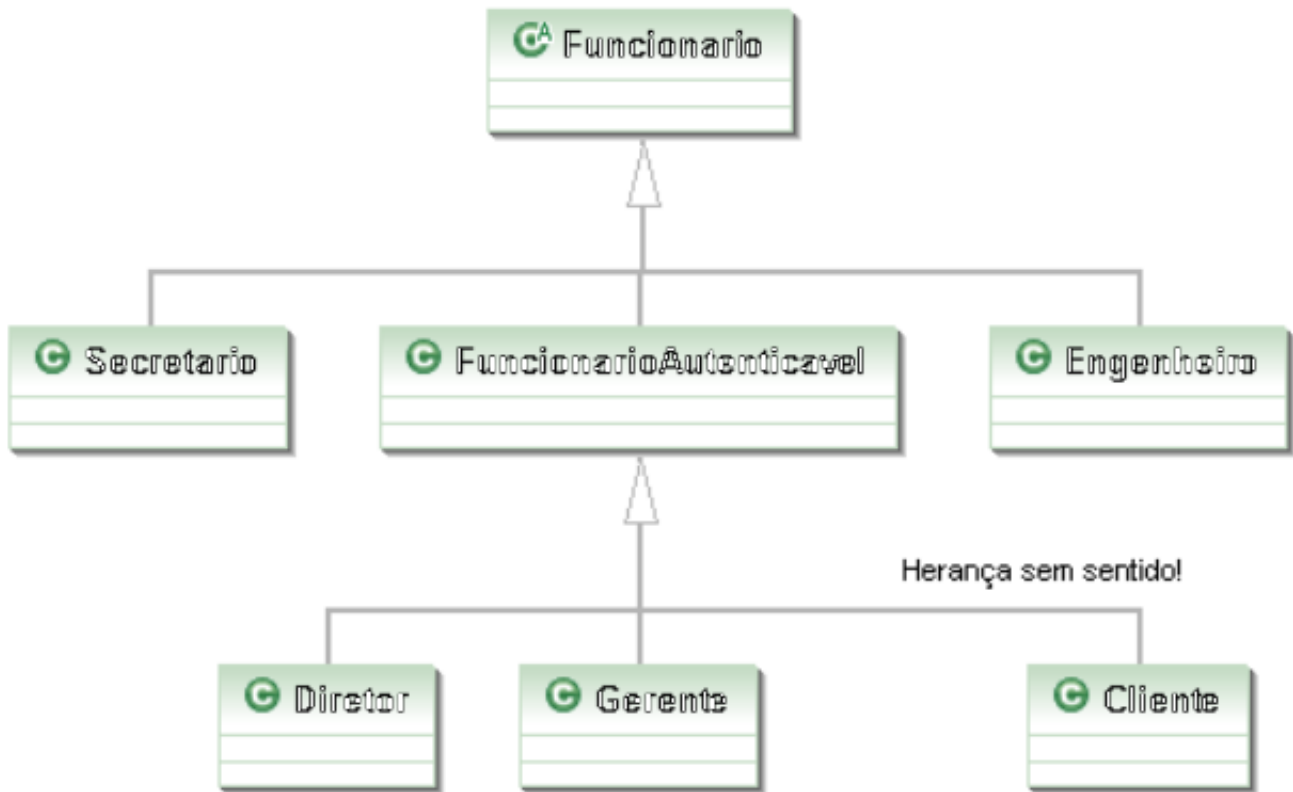 Funcionario
Secretario
FuncionarioAutenticavel
Engenheiro
Herança sem sentido!
Diretor
Gerente
Cliente